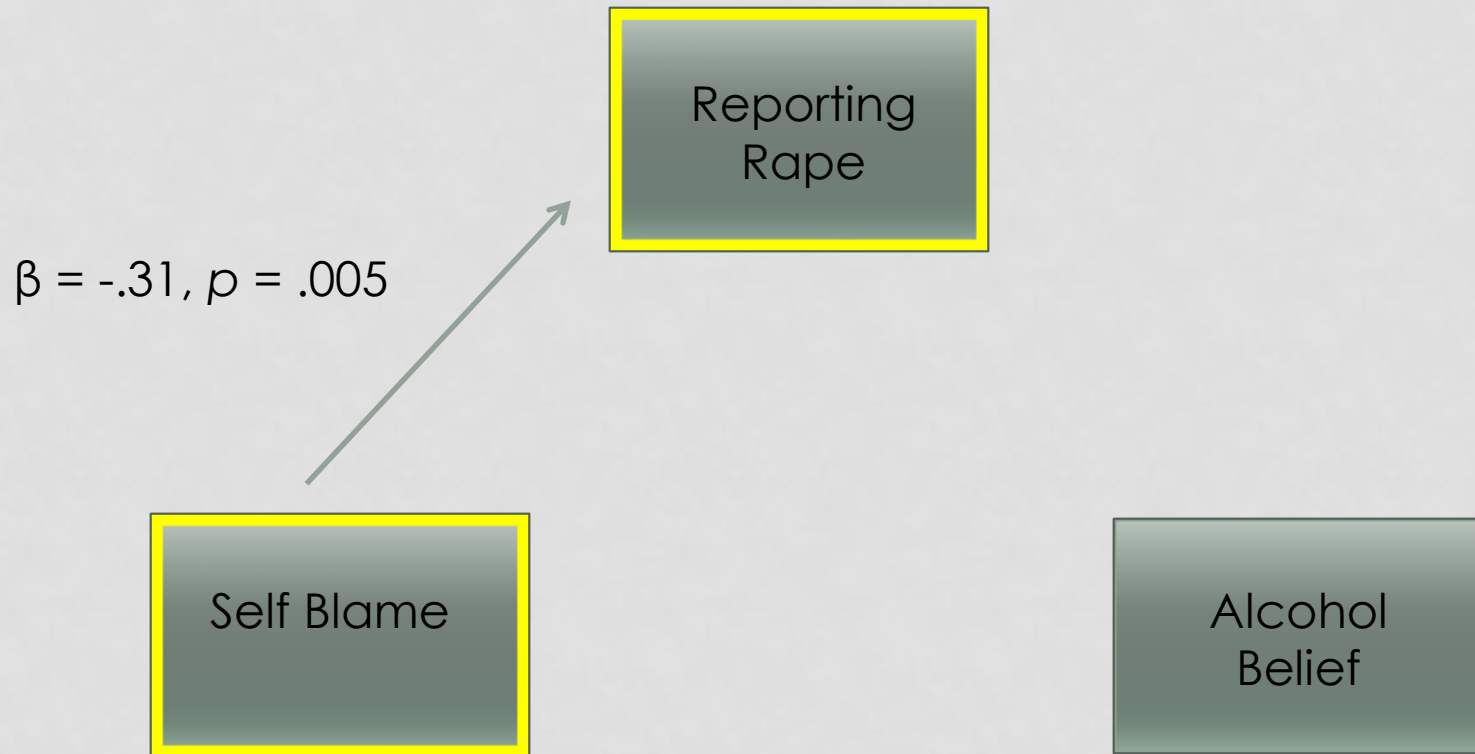 Reporting
Rape
β = -.31, p = .005
Self Blame
Alcohol
Belief